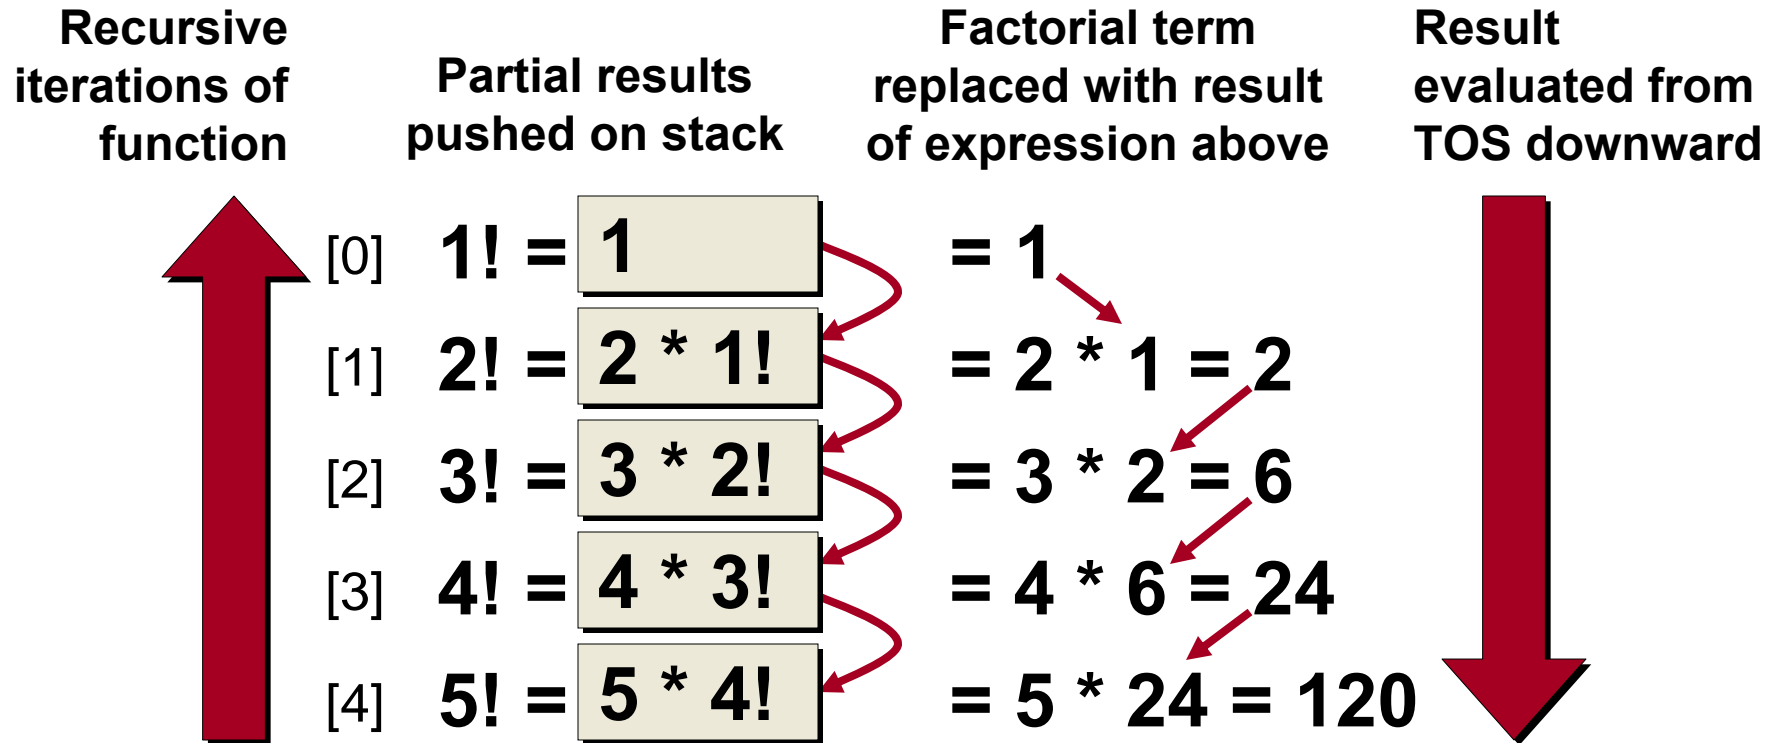 Recursive
iterations of
function
Partial results
pushed on stack
Factorial term
replaced with result
of expression above
Result
evaluated from
TOS downward
[0] 1! = 1 = 1
[1] 2! = 2 * 1! = 2 * 1 = 2
[2] 3! = 3 * 2! = 3 * 2 = 6
[3] 4! = 4 * 3! = 4 * 6 = 24
[4] 5! = 5 * 4! = 5 * 24 = 120